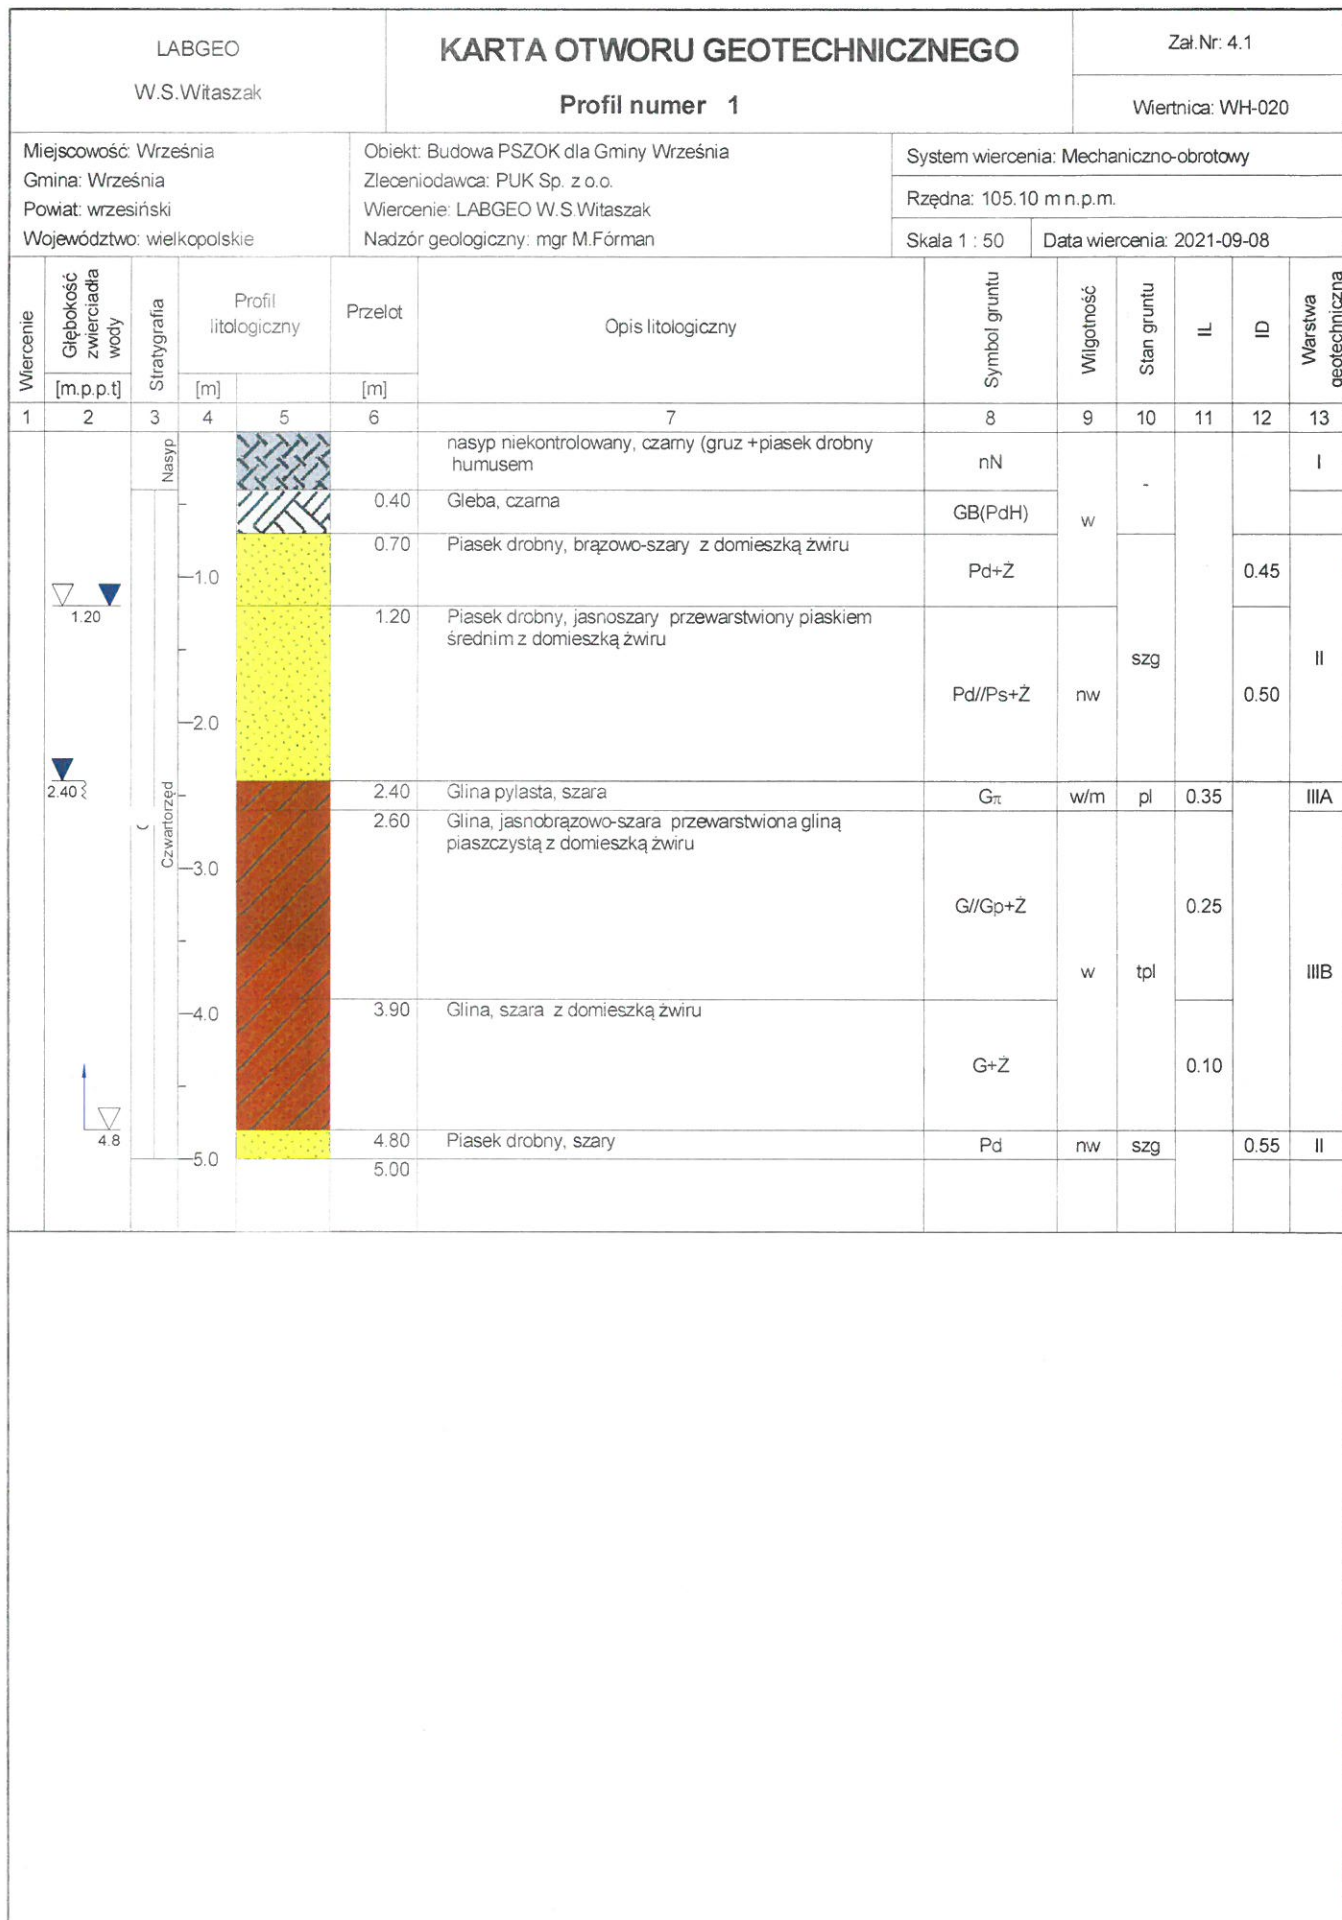 LABGEO
W.S.Witaszak
KARTA OTWORU GEOTECHNICZNEGO
Profil numer 1
Zał.Nr: 4.1
Wiertnica: WH-020
Miejscowość: Września
Gmina: Września
Powiat: wrzesiński
Województwo: wielkopolskie
Obiekt: Budowa PSZOK dla Gminy Września
Zleceniodawca: PUK Sp. z o.o.
Wiercenie: LABGEO W.S.Witaszak
Nadzór geologiczny: mgr M.Fórman
System wiercenia: Mechaniczno-obrotowy
Rzędna: 105.10 m n.p.m.
Skala 1 : 50 Data wiercenia: 2021-09-08
Wiercenie
Głębokość
zwierciadła
wody
[m.p.p.t]
Stratygrafia
Profil
litologiczny
[m]
Przelot
[m]
Opis litologiczny
Symbol gruntu
Wilgotność
Stan gruntu
IL
ID
Warstwa
geotechniczna
1 2 3 4 5 6 7 8 9 10 11 12 13
Nasyp
nasyp niekontrolowany, czarny (gruz +piasek drobny
humusem
nN
-
I
0.40 Gleba, czarna
GB(PdH)
w
0.70 Piasek drobny, brązowo-szary z domieszką żwiru
1.0
Pd+Ż
0.45
1.20
1.20 Piasek drobny, jasnoszary przewarstwiony piaskiem
średnim z domieszką żwiru
szg
II
Pd//Ps+Ż nw 0.50
2.0
2.40
Czwartorzęd
2.40 Glina pylasta, szara Gπ w/m pl 0.35 IIIA
2.60 Glina, jasnobrązowo-szara przewarstwiona gliną
piaszczystą z domieszką żwiru
3.0
G//Gp+Ż 0.25
w tpl IIIB
4.0
3.90 Glina, szara z domieszką żwiru
G+Ż 0.10
4.8
4.80 Piasek drobny, szary Pd nw szg 0.55 II
5.0
5.00